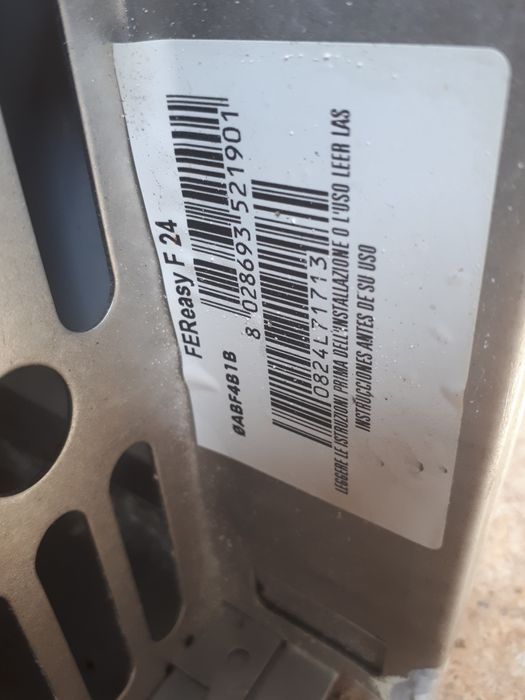 FEReasy F 24
8 028693 521901
0ABF4B1B
0824L71713
LEGGERE LE ISTRUZIONI PRIMA DELL'INSTALLAZIONE O L'USO LEER LAS
INSTRUCCIONES ANTES DE SU USO